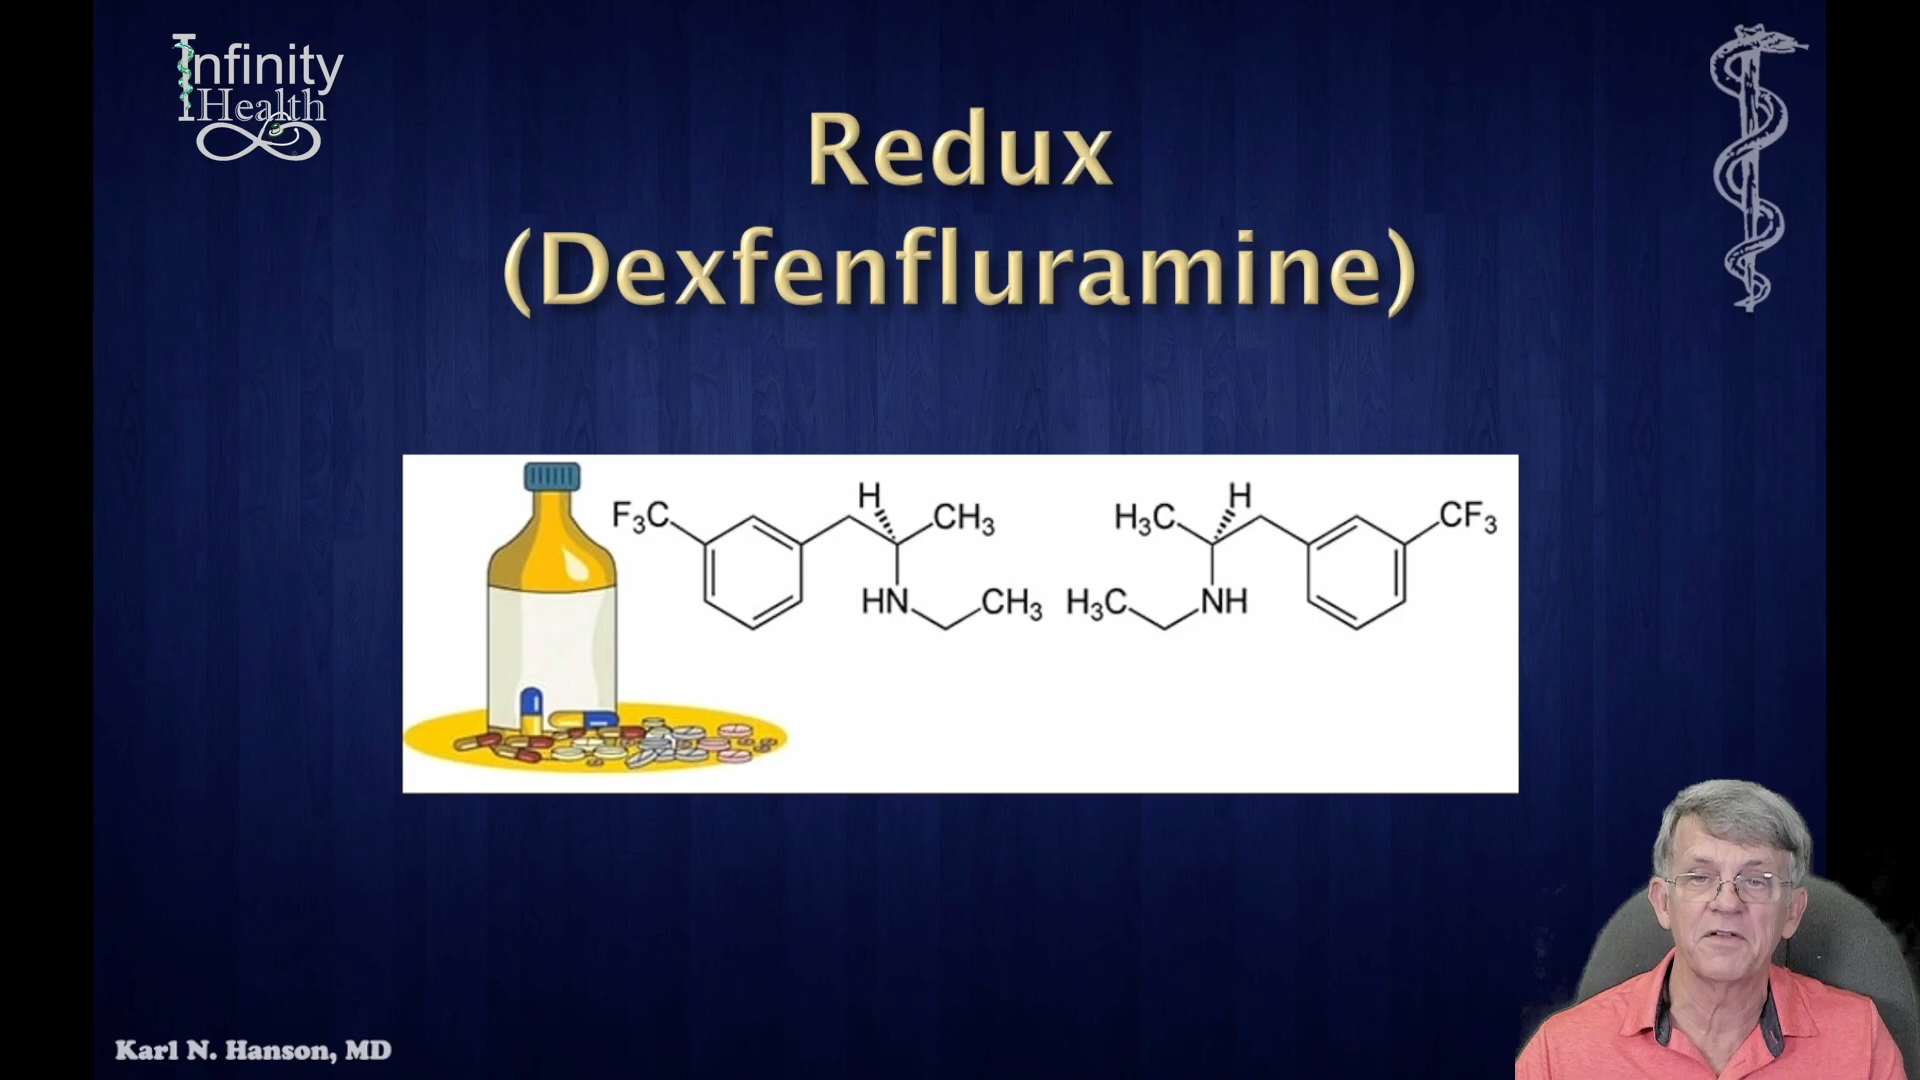 Infinity
Health
Redux
(Dexfenfluramine)
F₃C
H
CH₃
HN
CH₃
H₃C
H
CF₃
H₃C
NH
Karl N. Hanson, MD